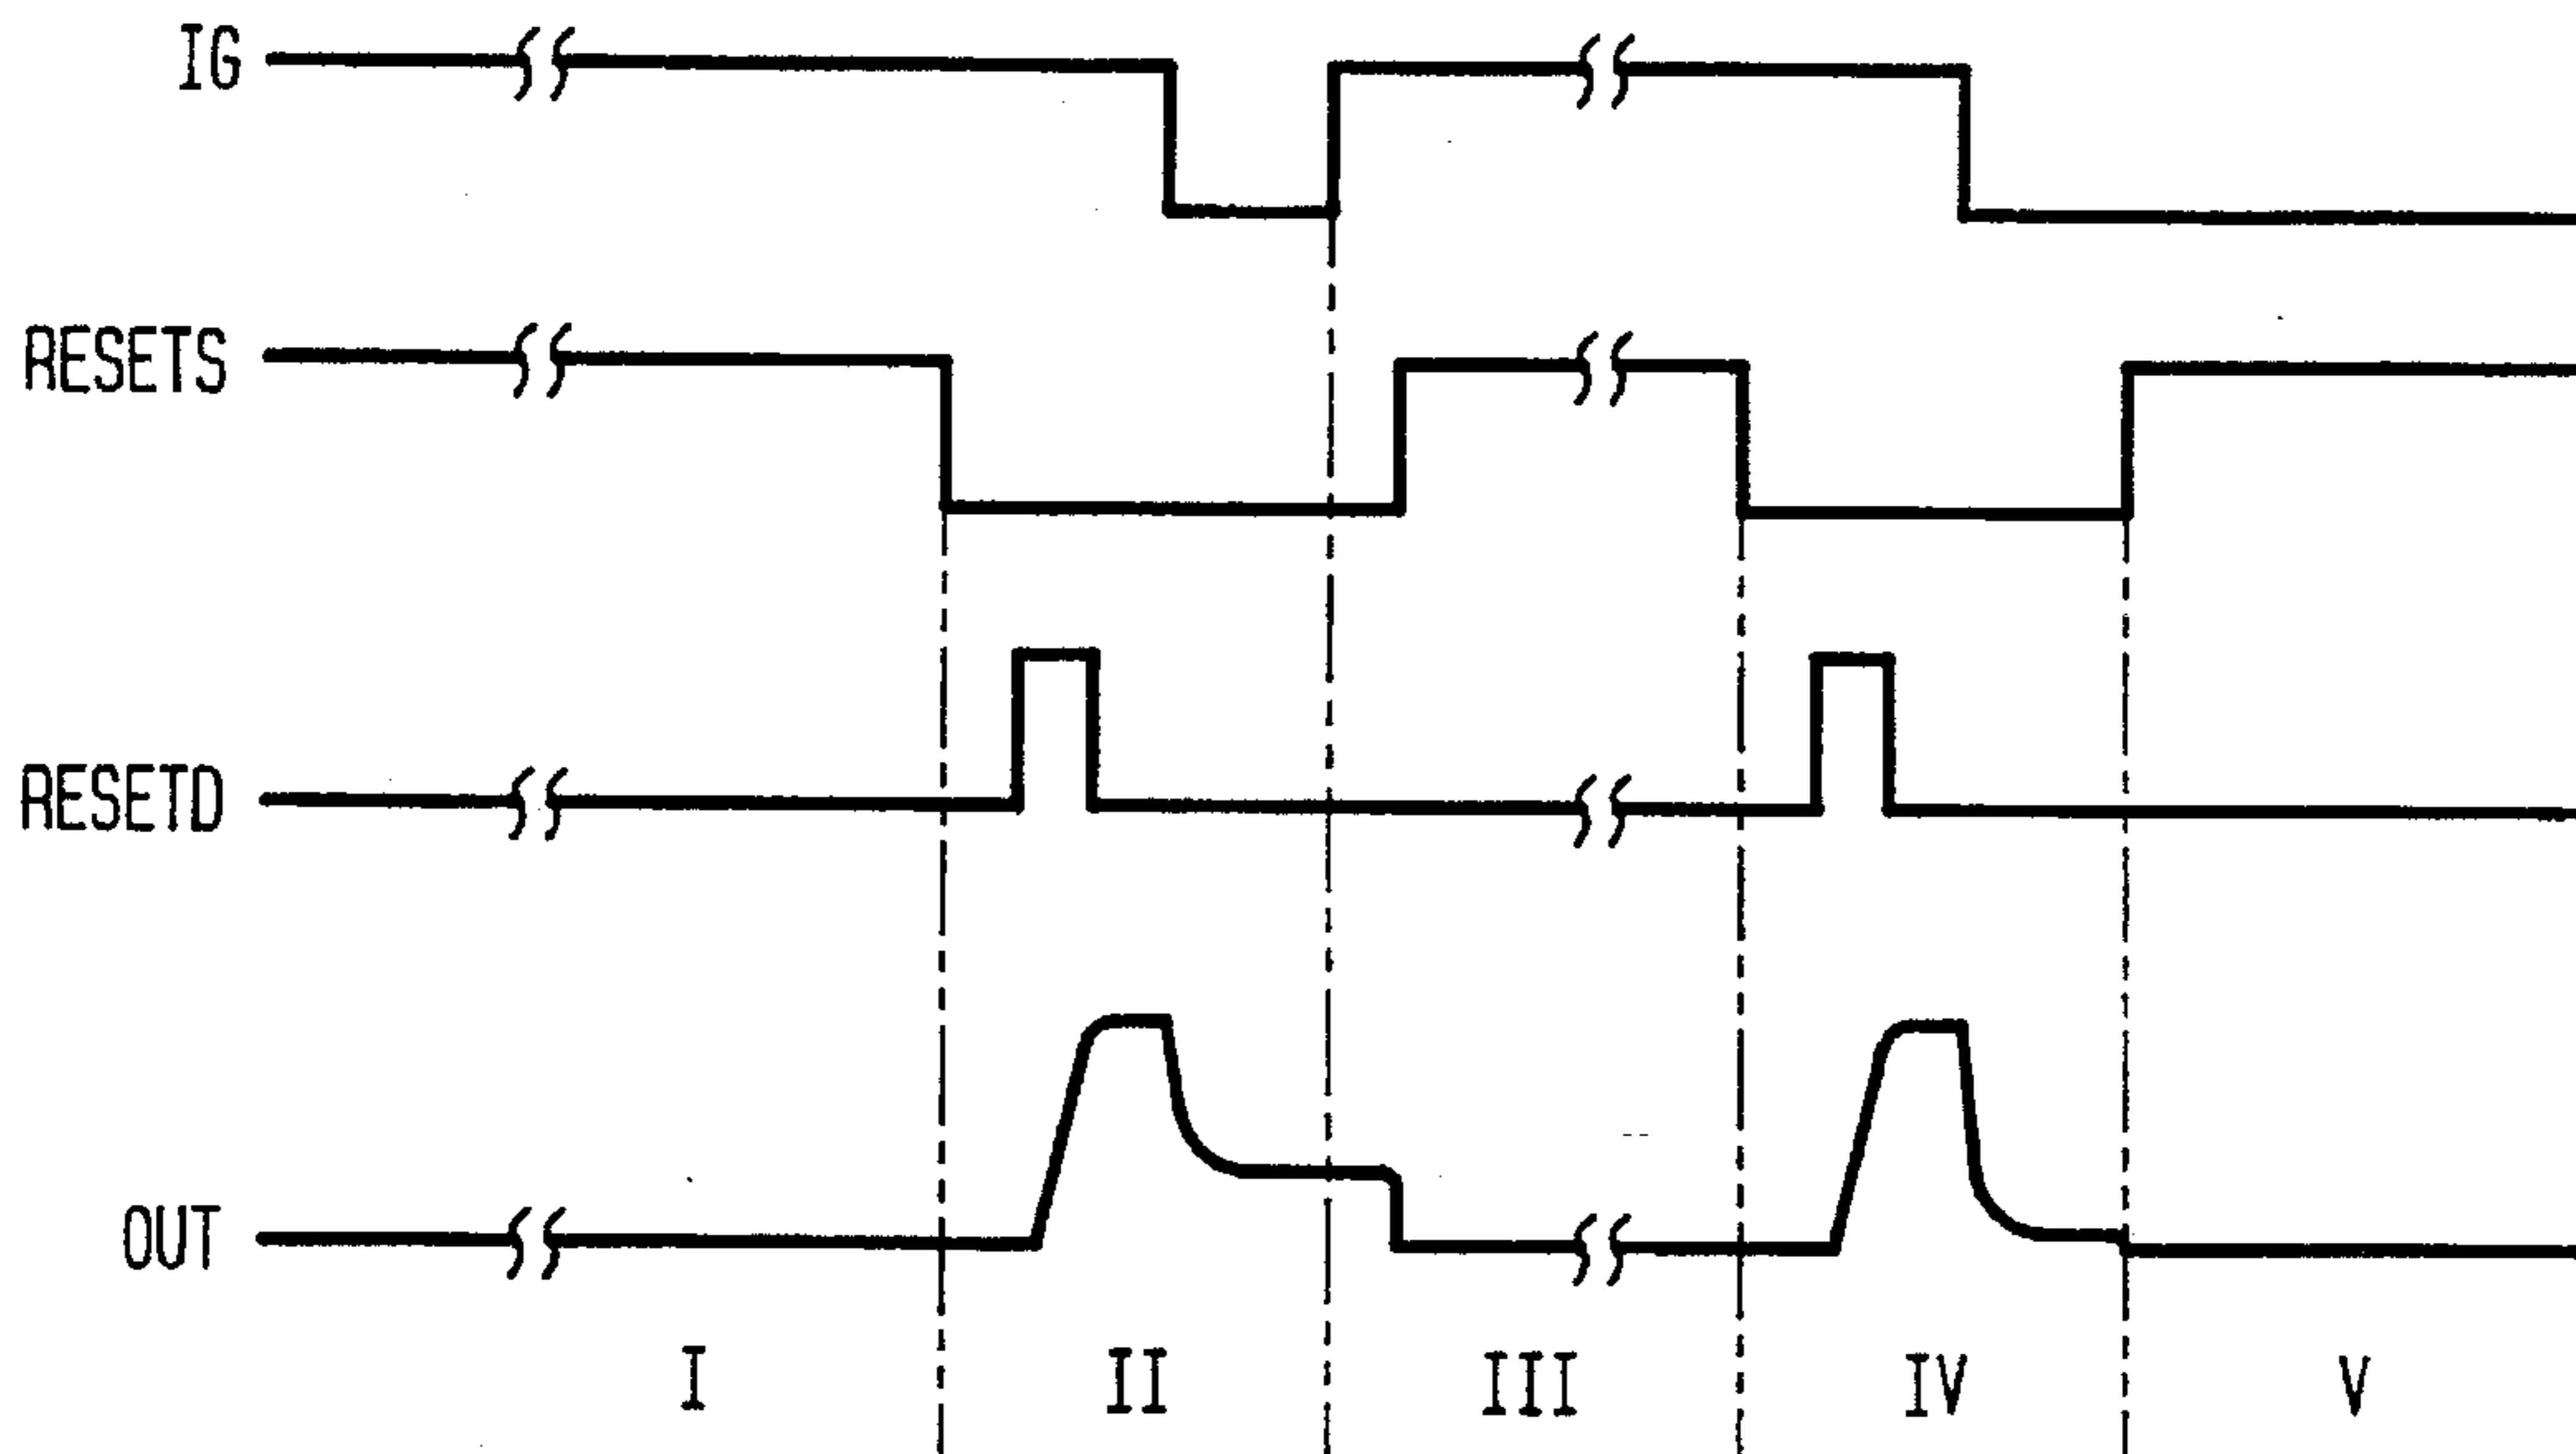 IG
RESETS
RESETD
OUT
I II III IV V